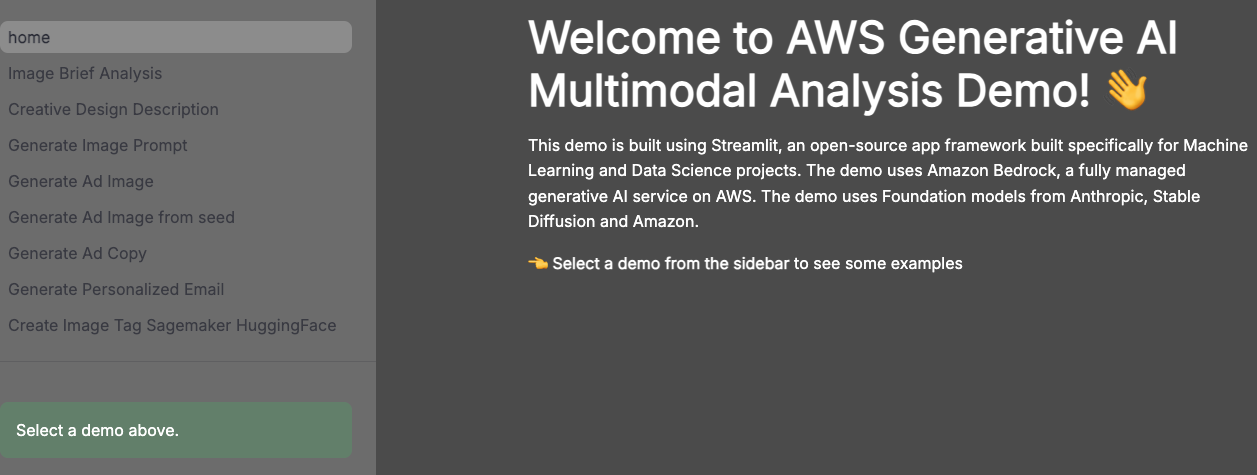 home
Image Brief Analysis
Creative Design Description
Generate Image Prompt
Generate Ad Image
Generate Ad Image from seed
Generate Ad Copy
Generate Personalized Email
Create Image Tag Sagemaker HuggingFace
Select a demo above.
Welcome to AWS Generative AI
Multimodal Analysis Demo! 👋
This demo is built using Streamlit, an open-source app framework built specifically for Machine
Learning and Data Science projects. The demo uses Amazon Bedrock, a fully managed
generative AI service on AWS. The demo uses Foundation models from Anthropic, Stable
Diffusion and Amazon.
👈 Select a demo from the sidebar to see some examples